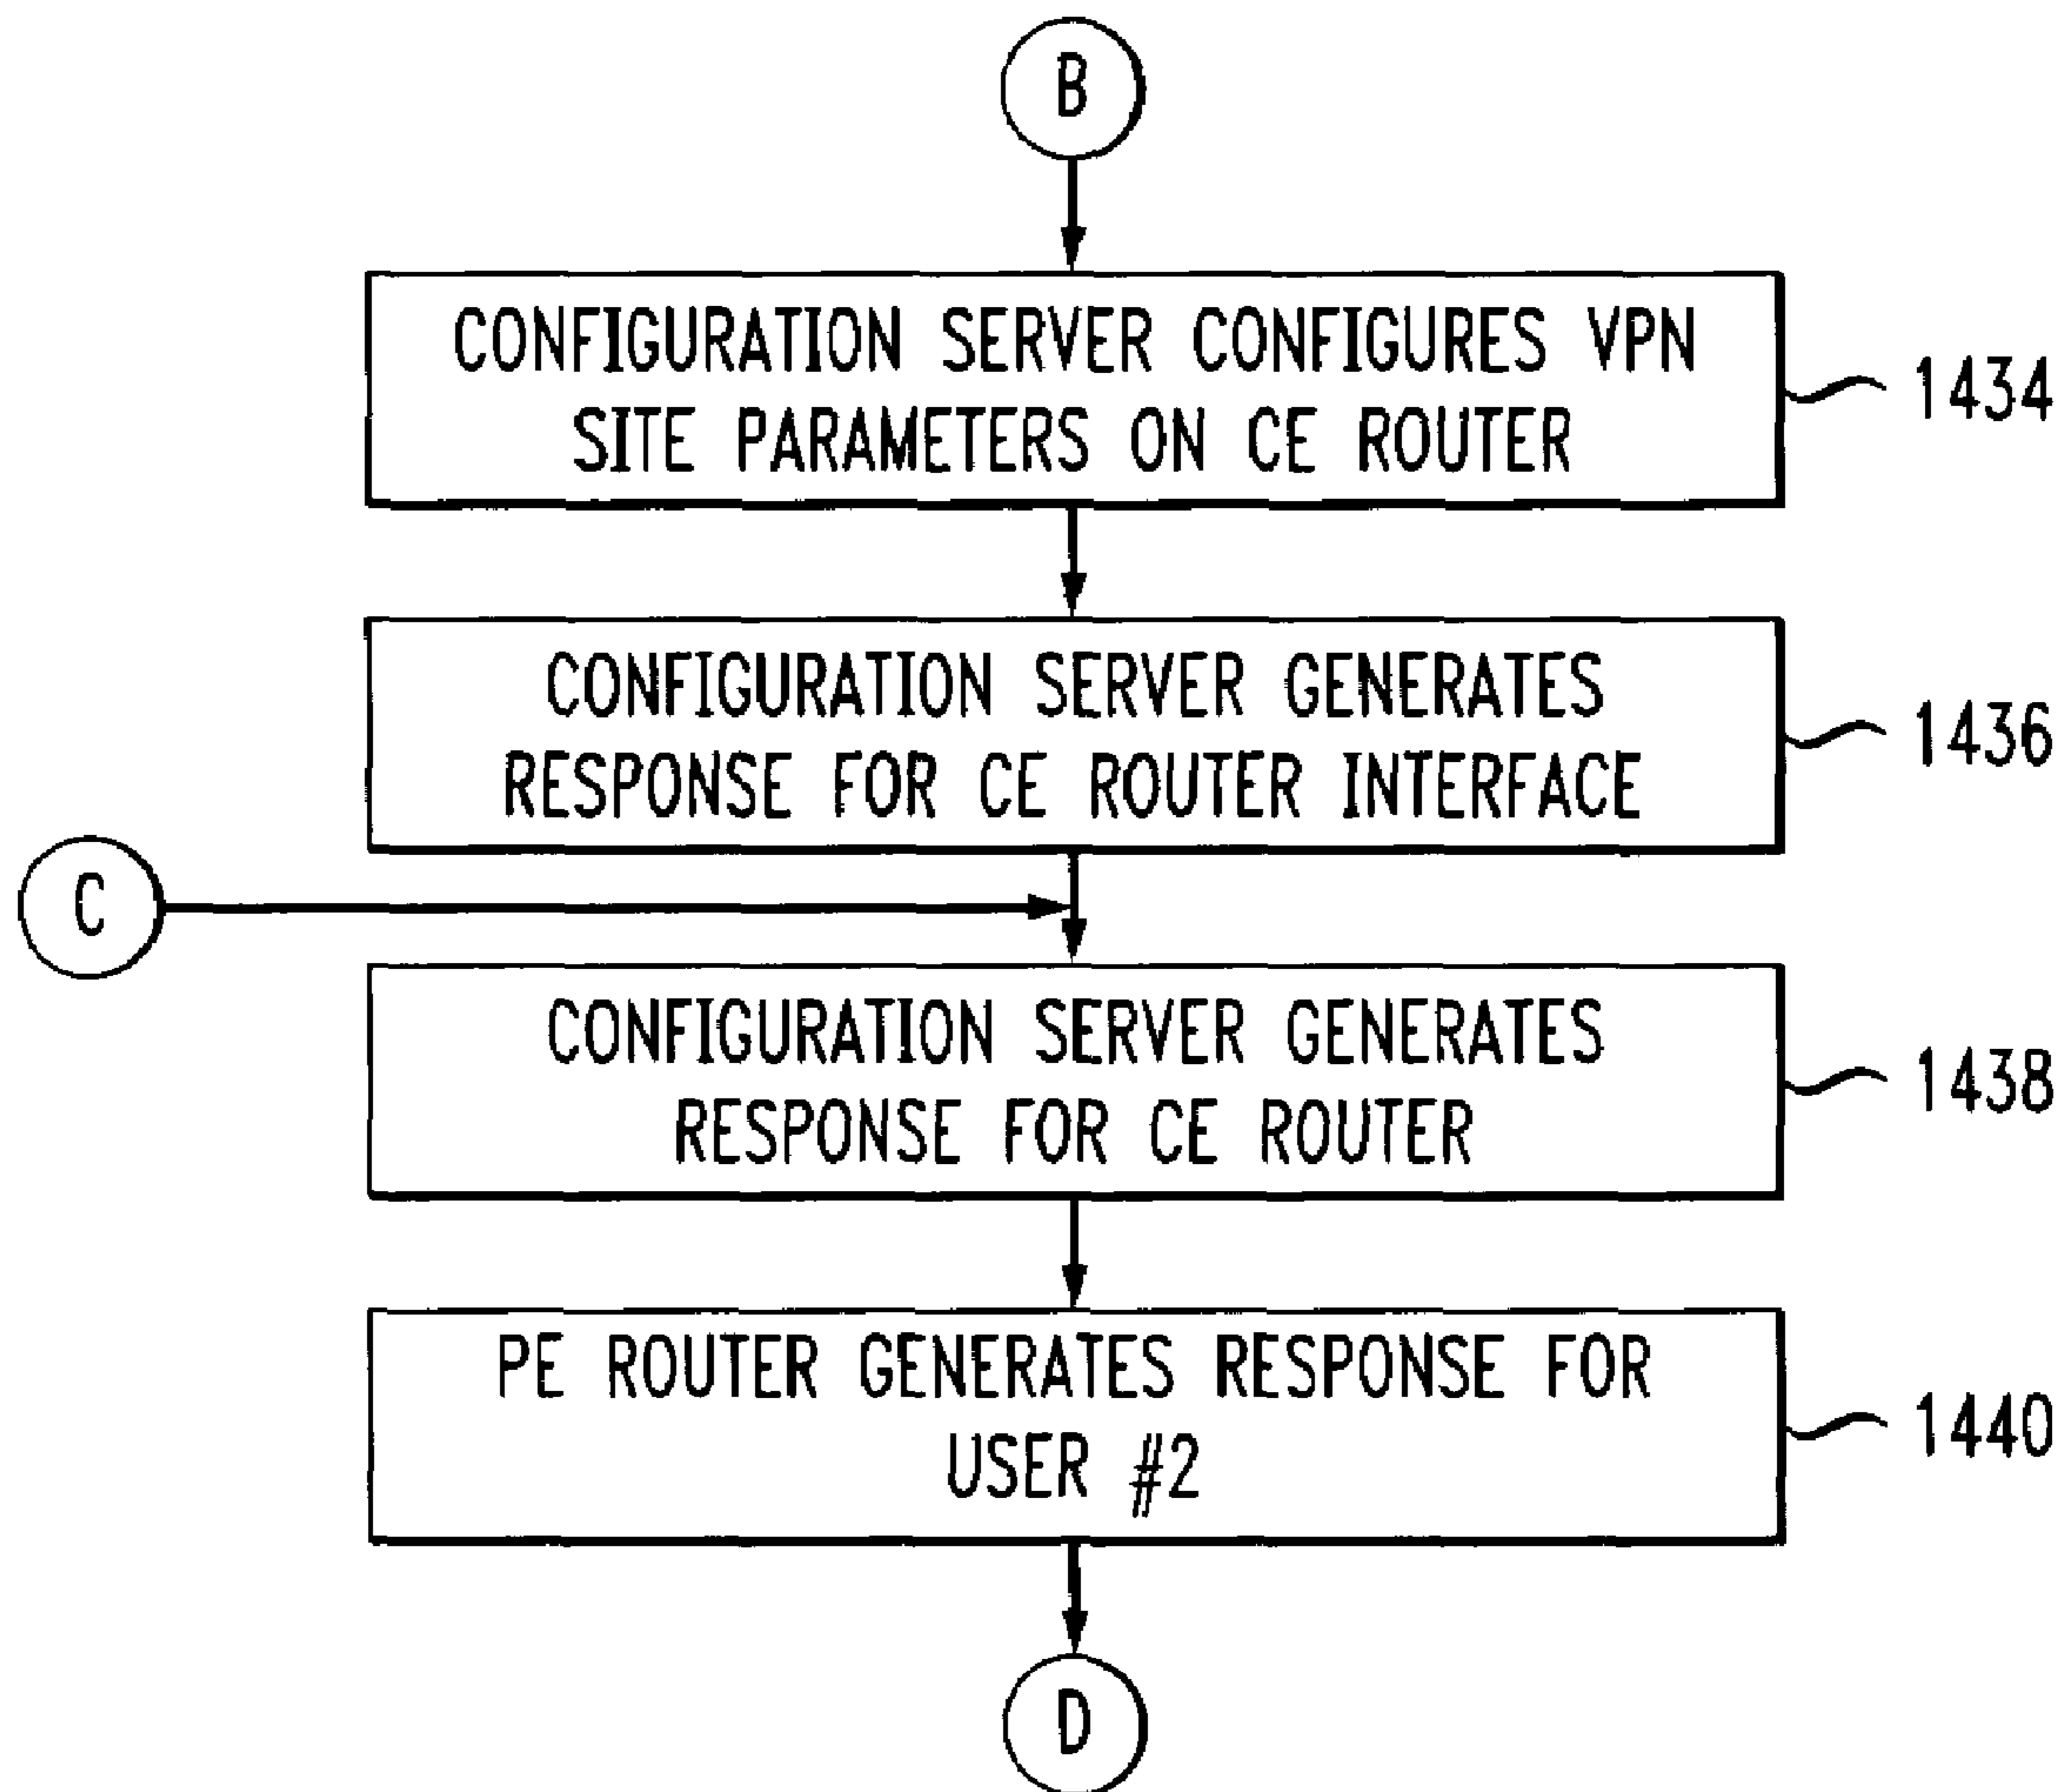 B
CONFIGURATION SERVER CONFIGURES VPN
SITE PARAMETERS ON CE ROUTER
1434
CONFIGURATION SERVER GENERATES
RESPONSE FOR CE ROUTER INTERFACE
1436
C
CONFIGURATION SERVER GENERATES
RESPONSE FOR CE ROUTER
1438
PE ROUTER GENERATES RESPONSE FOR
USER #2
1440
D